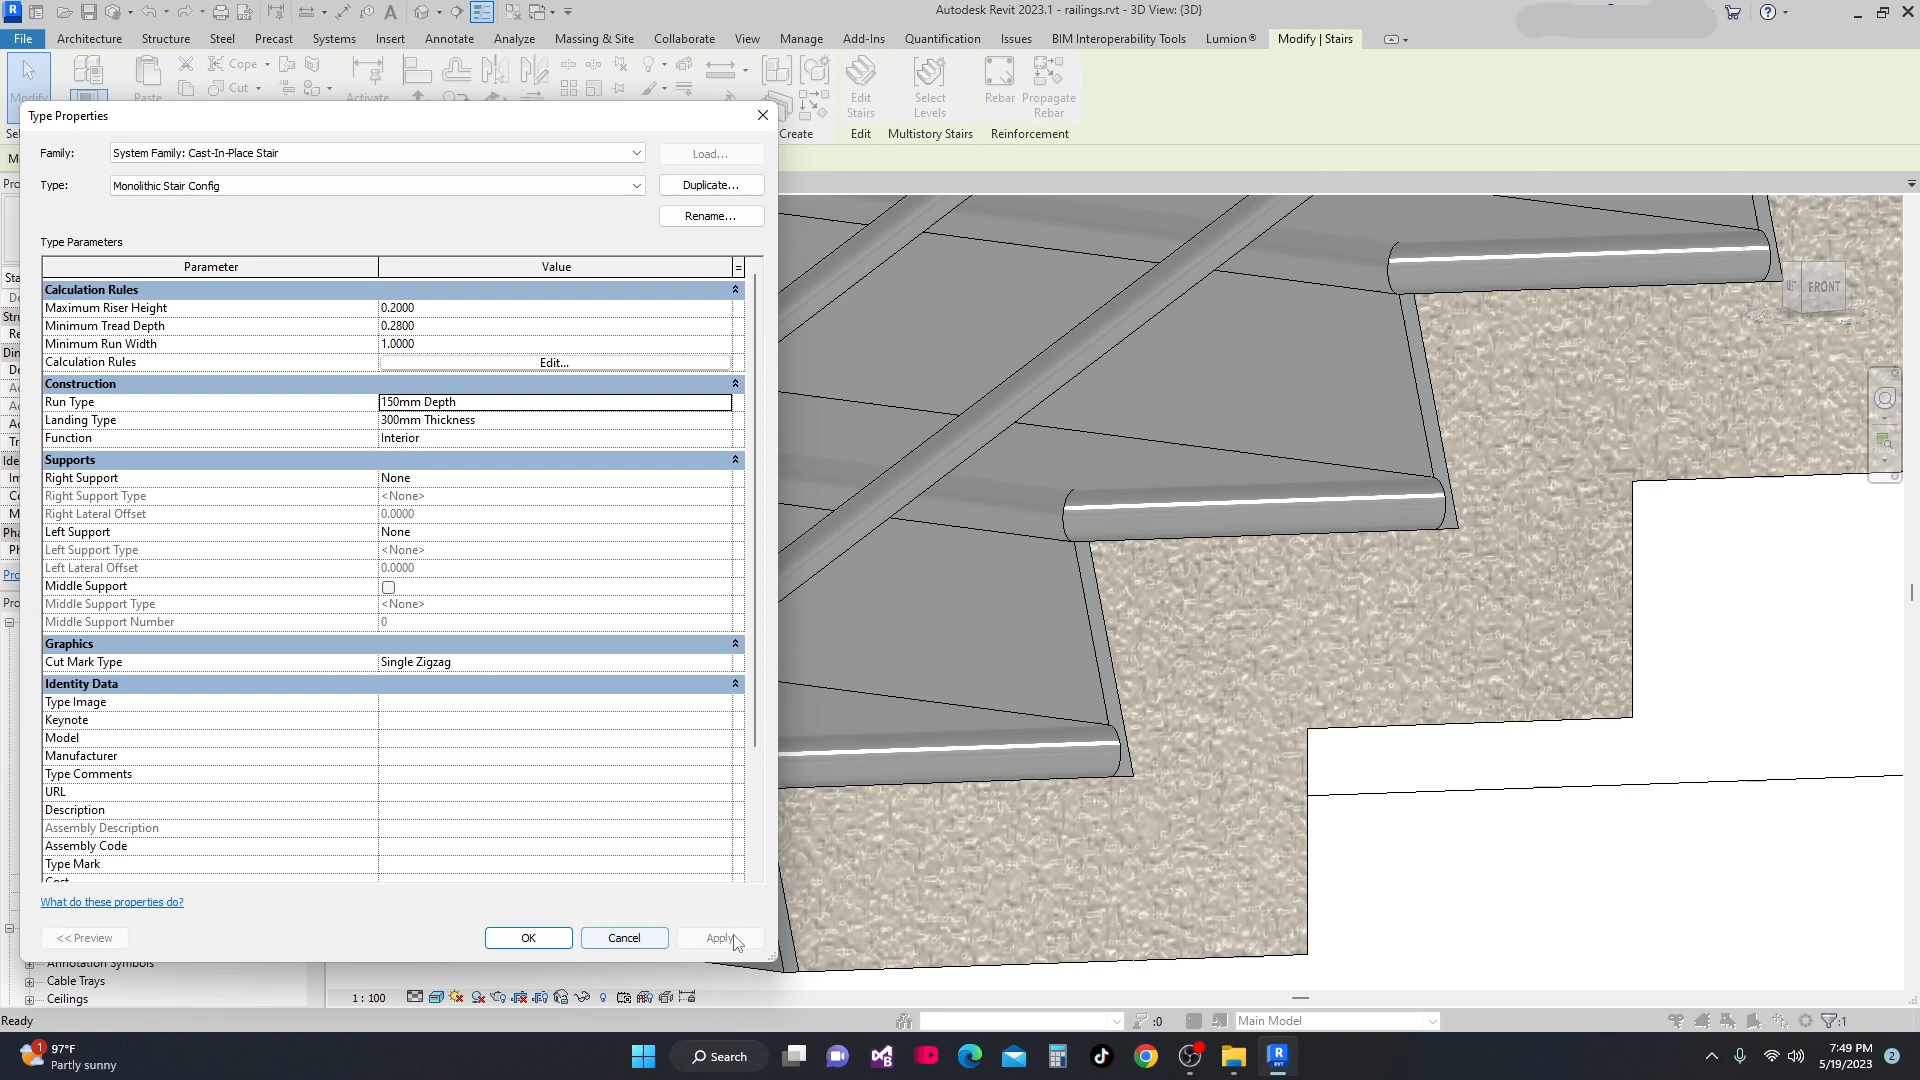 Autodesk Revit 2023.1 - railings.rvt - 3D View: {3D}
File Architecture Structure Steel Precast Systems Insert Annotate Analyze Massing & Site Collaborate View Manage Add-Ins Quantification Issues BIM Interoperability Tools Lumion® Modify | Stairs
Modify Paste Cope Cut Activate Edit Stairs Select Levels Rebar Propagate Rebar
Create Edit Multistory Stairs Reinforcement
Type Properties
Family: System Family: Cast-In-Place Stair Load...
Type: Monolithic Stair Config Duplicate...
Rename...
Type Parameters
Parameter Value =
Calculation Rules
Maximum Riser Height 0.2000
Minimum Tread Depth 0.2800
Minimum Run Width 1.0000
Calculation Rules Edit...
Construction
Run Type 150mm Depth
Landing Type 300mm Thickness
Function Interior
Supports
Right Support None
Right Support Type <None>
Right Lateral Offset 0.0000
Left Support None
Left Support Type <None>
Left Lateral Offset 0.0000
Middle Support
Middle Support Type <None>
Middle Support Number 0
Graphics
Cut Mark Type Single Zigzag
Identity Data
Type Image
Keynote
Model
Manufacturer
Type Comments
URL
Description
Assembly Description
Assembly Code
Type Mark
Cost
What do these properties do?
<< Preview OK Cancel Apply
FRONT
Annotation Symbols
Cable Trays
Ceilings
1 : 100
Ready :0 Main Model :1
97°F
Partly sunny
Search
7:49 PM
5/19/2023
2